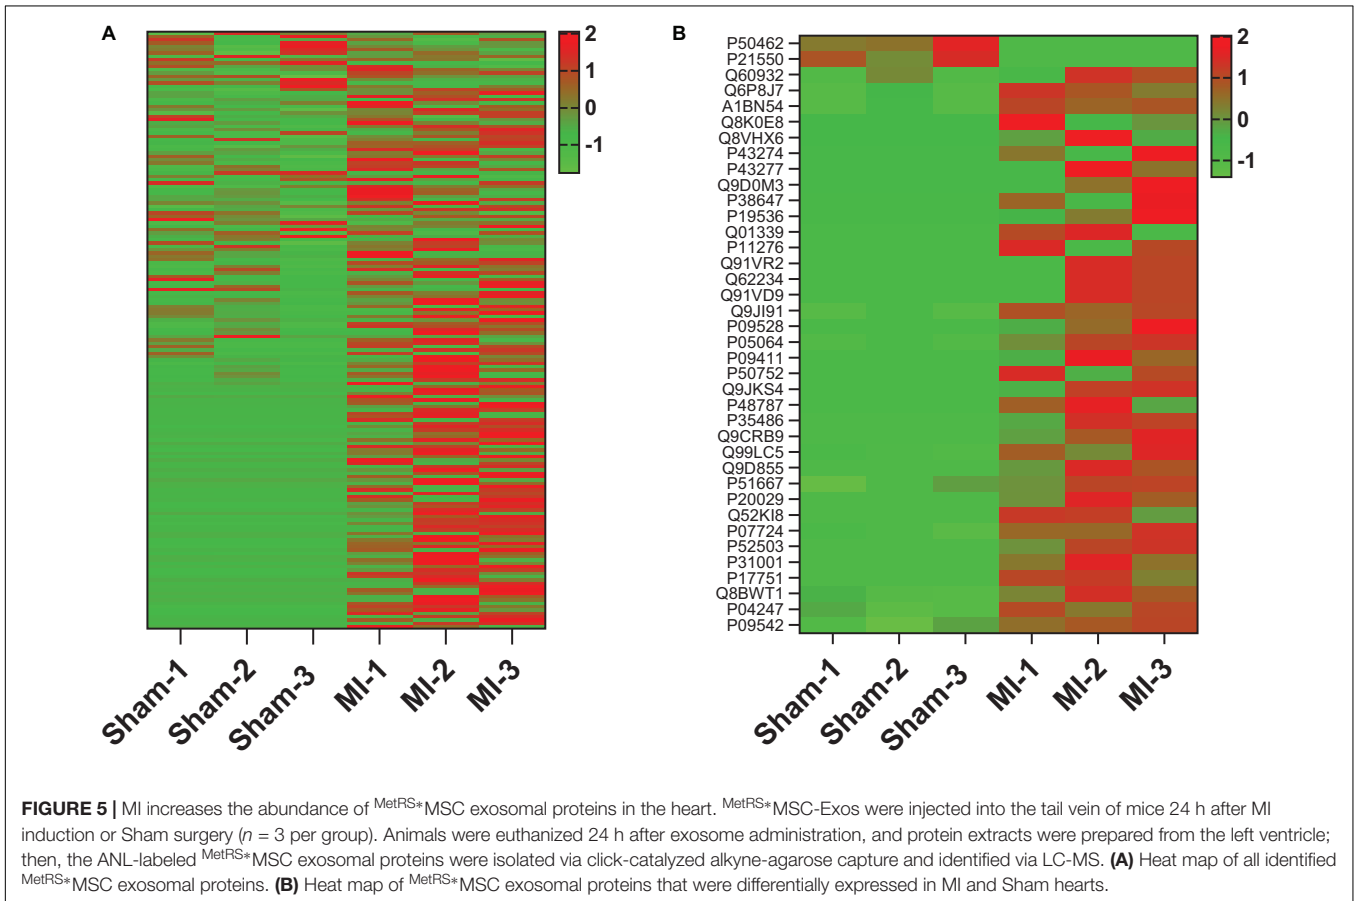 A
2
1
0
-1
Sham-1
Sham-2
Sham-3
MI-1
MI-2
MI-3
B
P50462
P21550
Q60932
Q6P8J7
A1BN54
Q8K0E8
Q8VHX6
P43274
P43277
Q9D0M3
P38647
P19536
Q01339
P11276
Q91VR2
Q62234
Q91VD9
Q9JI91
P09528
P05064
P09411
P50752
Q9JKS4
P48787
P35486
Q9CRB9
Q99LC5
Q9D855
P51667
P20029
Q52KI8
P07724
P52503
P31001
P17751
Q8BWT1
P04247
P09542
2
1
0
-1
Sham-1
Sham-2
Sham-3
MI-1
MI-2
MI-3
FIGURE 5 | MI increases the abundance of MetRS*MSC exosomal proteins in the heart. MetRS*MSC-Exos were injected into the tail vein of mice 24 h after MI
induction or Sham surgery (n = 3 per group). Animals were euthanized 24 h after exosome administration, and protein extracts were prepared from the left ventricle;
then, the ANL-labeled MetRS*MSC exosomal proteins were isolated via click-catalyzed alkyne-agarose capture and identified via LC-MS. (A) Heat map of all identified
MetRS*MSC exosomal proteins. (B) Heat map of MetRS*MSC exosomal proteins that were differentially expressed in MI and Sham hearts.